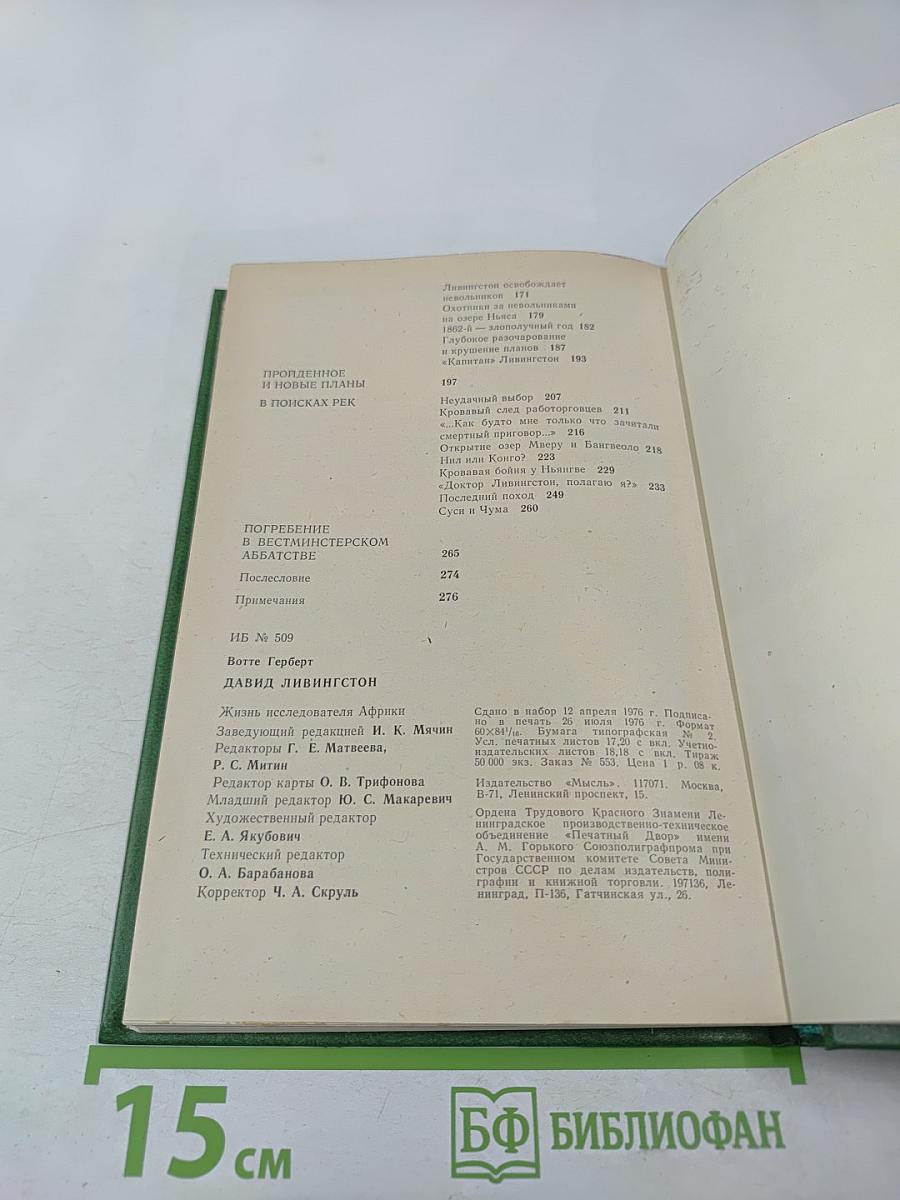 Ливингстон освобождает
невольников 171
Охотники за невольниками
на озере Ньяса 179
1862-й — злополучный год 182
Глубокое разочарование
и крушение планов 187
«Капитан» Ливингстон 193
ПРОЙДЕННОЕ
И НОВЫЕ ПЛАНЫ 197
В ПОИСКАХ РЕК
Неудачный выбор 207
Кровавый след работорговцев 211
«...Как будто мне только что зачитали
смертный приговор...» 216
Открытие озер Мверу и Бангвеоло 218
Нил или Конго? 223
Кровавая бойня у Ньянгве 229
«Доктор Ливингстон, полагаю я?» 233
Последний поход 249
Суси и Чума 260
ПОГРЕБЕНИЕ
В ВЕСТМИНСТЕРСКОМ
АББАТСТВЕ 265
Послесловие 274
Примечания 276
ИБ № 509
Вотте Герберт
ДАВИД ЛИВИНГСТОН
Жизнь исследователя Африки
Заведующий редакцией И. К. Мячин
Редакторы Г. Е. Матвеева,
Р. С. Митин
Редактор карты О. В. Трифонова
Младший редактор Ю. С. Макаревич
Художественный редактор
Е. А. Якубович
Технический редактор
О. А. Барабанова
Корректор Ч. А. Скруль
Сдано в набор 12 апреля 1976 г. Подписа-
но в печать 26 июля 1976 г. Формат
60×84¹/₁₆. Бумага типографская № 2.
Усл. печатных листов 17,20 с вкл. Учетно-
издательских листов 18,18 с вкл. Тираж
50 000 экз. Заказ № 553. Цена 1 р. 08 к.
Издательство «Мысль». 117071. Москва,
В-71, Ленинский проспект, 15.
Ордена Трудового Красного Знамени Ле-
нинградское производственно-техническое
объединение «Печатный Двор» имени
А. М. Горького Союзполиграфпрома при
Государственном комитете Совета Мини-
стров СССР по делам издательств, поли-
графии и книжной торговли. 197136, Ле-
нинград, П-136, Гатчинская ул., 26.
15 см
БФ БИБЛИОФАН